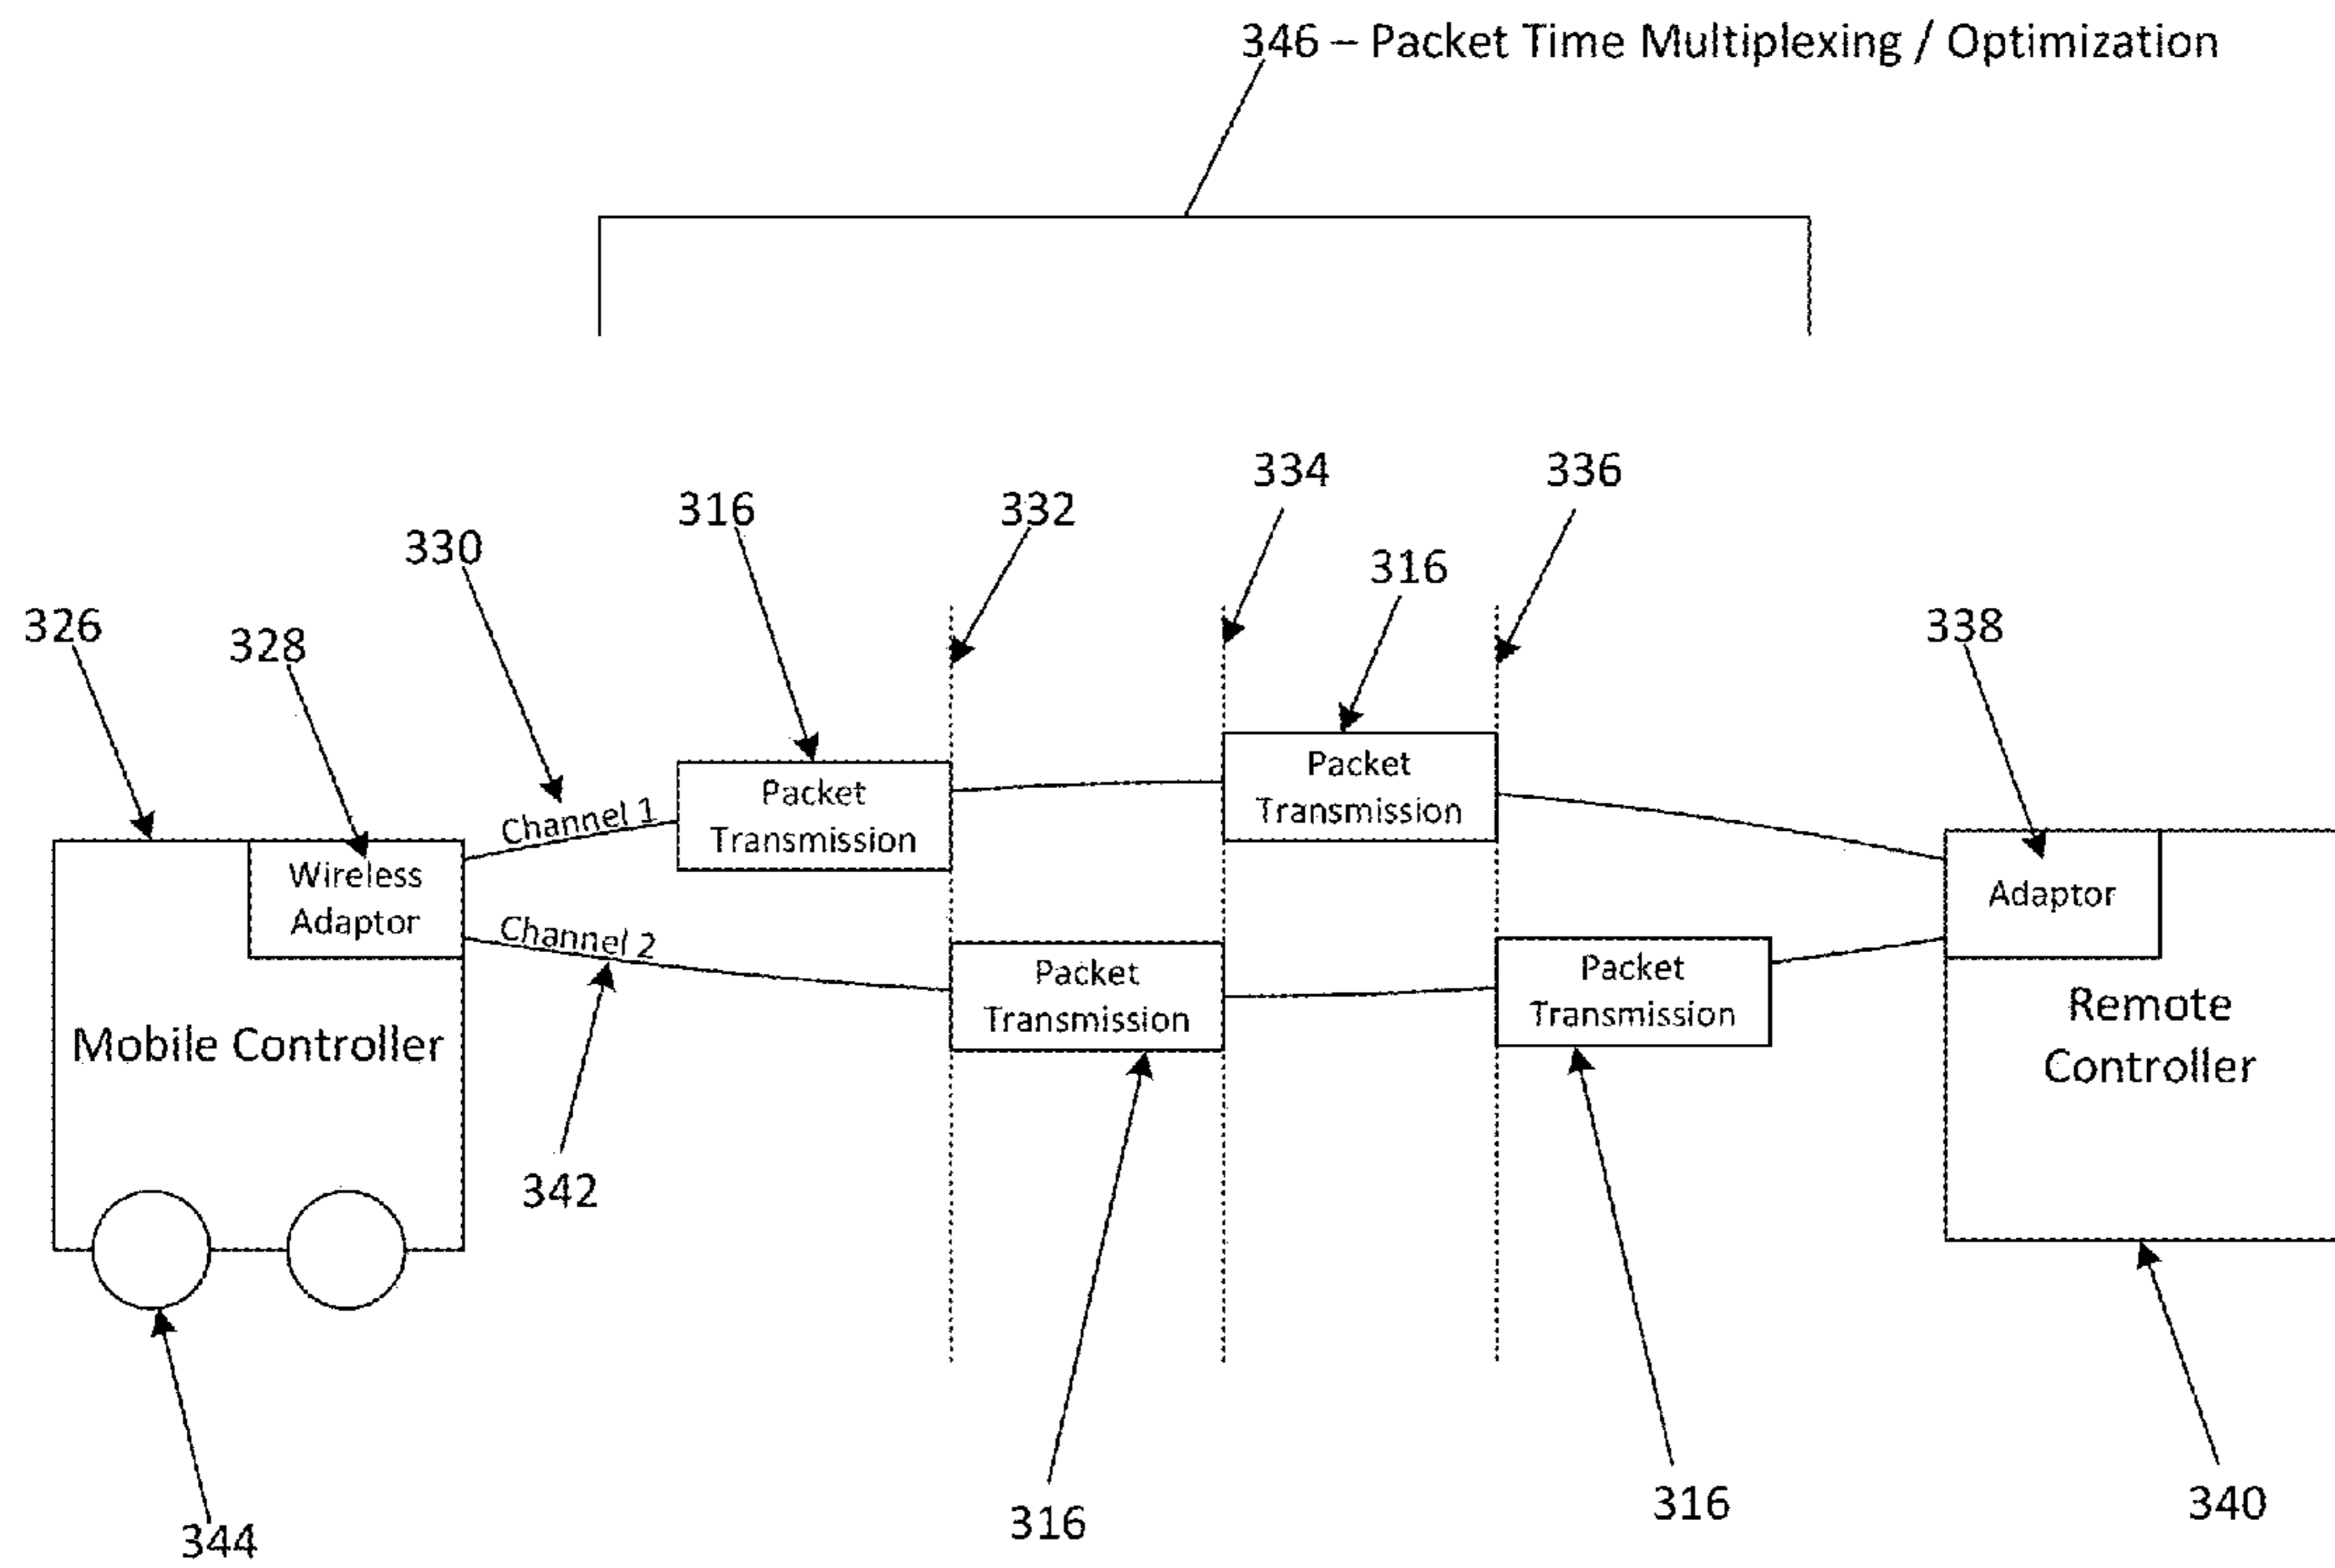 346 – Packet Time Multiplexing / Optimization
334
336
316
332
330
316
326
328
338
Channel 1
Packet
Transmission
Packet
Transmission
Wireless
Adaptor
Adaptor
Channel 2
Packet
Transmission
Packet
Transmission
Mobile Controller
Remote
Controller
342
316
316
340
344